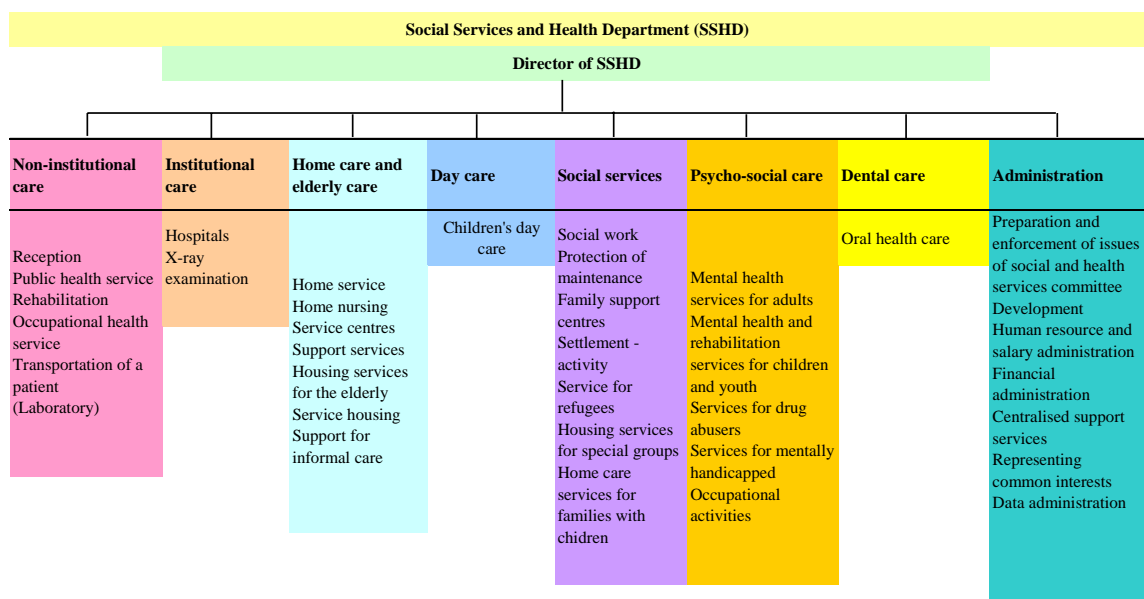 Social Services and Health Department (SSHD)
Director of SSHD
Non-institutional
care
Institutional
care
Home care and
elderly care
Day care
Social services
Psycho-social care
Dental care
Administration
Reception
Public health service
Rehabilitation
Occupational health
service
Transportation of a
patient
(Laboratory)
Hospitals
X-ray
examination
Home service
Home nursing
Service centres
Support services
Housing services
for the elderly
Service housing
Support for
informal care
Children's day
care
Social work
Protection of
maintenance
Family support
centres
Settlement -
activity
Service for
refugees
Housing services
for special groups
Home care
services for
families with
chidren
Mental health
services for adults
Mental health and
rehabilitation
services for children
and youth
Services for drug
abusers
Services for mentally
handicapped
Occupational
activities
Oral health care
Preparation and
enforcement of issues
of social and health
services committee
Development
Human resource and
salary administration
Financial
administration
Centralised support
services
Representing
common interests
Data administration